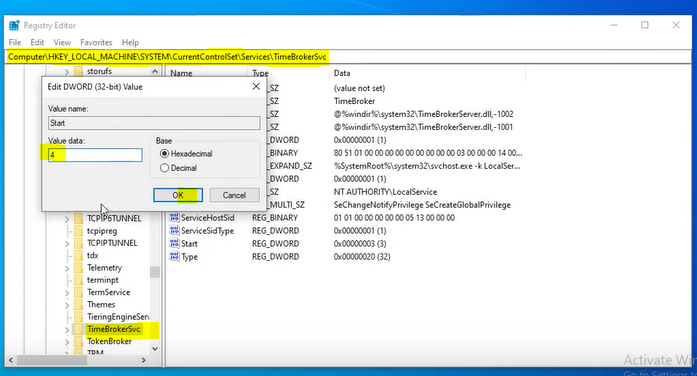 Registry Editor
File Edit View Favorites Help
Computer\HKEY_LOCAL_MACHINE\SYSTEM\CurrentControlSet\Services\TimeBrokerSvc
storufs
Name Type Data
_SZ (value not set)
_SZ TimeBroker
_SZ @%windir%\system32\TimeBrokerServer.dll,-1002
_SZ @%windir%\system32\TimeBrokerServer.dll,-1001
_DWORD 0x00000001 (1)
_BINARY 80 51 01 00 00 00 00 00 00 00 00 00 03 00 00 00 14 00...
_EXPAND_SZ %SystemRoot%\system32\svchost.exe -k LocalSer...
_DWORD 0x00000001 (1)
_SZ NT AUTHORITY\LocalService
_MULTI_SZ SeChangeNotifyPrivilege SeCreateGlobalPrivilege
ServiceHostSid REG_BINARY 01 01 00 00 00 00 00 05 13 00 00 00
ServiceSidType REG_DWORD 0x00000001 (1)
Start REG_DWORD 0x00000003 (3)
Type REG_DWORD 0x00000020 (32)
Edit DWORD (32-bit) Value
Value name:
Start
Value data:
4
Base
Hexadecimal
Decimal
OK Cancel
TCPIP6TUNNEL
tcpipreg
TCPIPTUNNEL
tdx
Telemetry
terminpt
TermService
Themes
TieringEngineServ
TimeBrokerSvc
TokenBroker
TPM
Activate Win
Go to Settings t